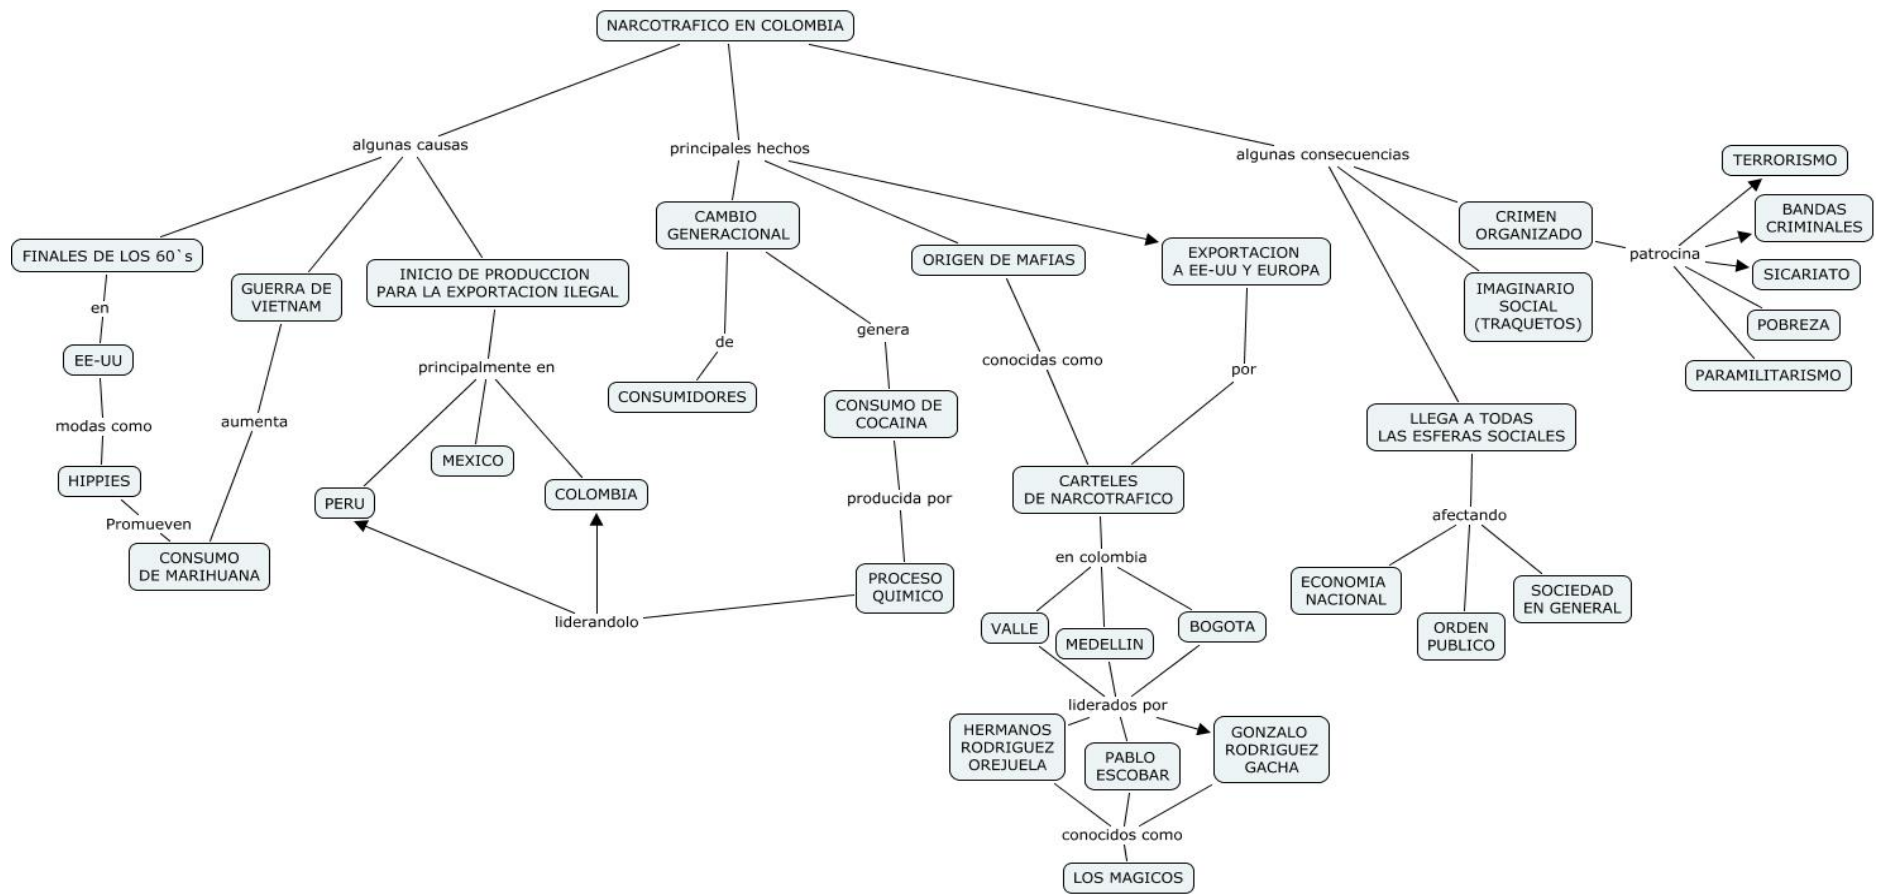 NARCOTRAFICO EN COLOMBIA
algunas causas
principales hechos
algunas consecuencias
FINALES DE LOS 60`s
en
EE-UU
modas como
HIPPIES
Promueven
CONSUMO
DE MARIHUANA
GUERRA DE
VIETNAM
aumenta
INICIO DE PRODUCCION
PARA LA EXPORTACION ILEGAL
principalmente en
PERU
MEXICO
COLOMBIA
liderandolo
CAMBIO
GENERACIONAL
de
CONSUMIDORES
genera
CONSUMO DE
COCAINA
producida por
PROCESO
QUIMICO
ORIGEN DE MAFIAS
conocidas como
EXPORTACION
A EE-UU Y EUROPA
por
CARTELES
DE NARCOTRAFICO
en colombia
VALLE
MEDELLIN
BOGOTA
liderados por
HERMANOS
RODRIGUEZ
OREJUELA
PABLO
ESCOBAR
GONZALO
RODRIGUEZ
GACHA
conocidos como
LOS MAGICOS
CRIMEN
ORGANIZADO
patrocina
TERRORISMO
BANDAS
CRIMINALES
SICARIATO
POBREZA
PARAMILITARISMO
IMAGINARIO
SOCIAL
(TRAQUETOS)
LLEGA A TODAS
LAS ESFERAS SOCIALES
afectando
ECONOMIA
NACIONAL
ORDEN
PUBLICO
SOCIEDAD
EN GENERAL